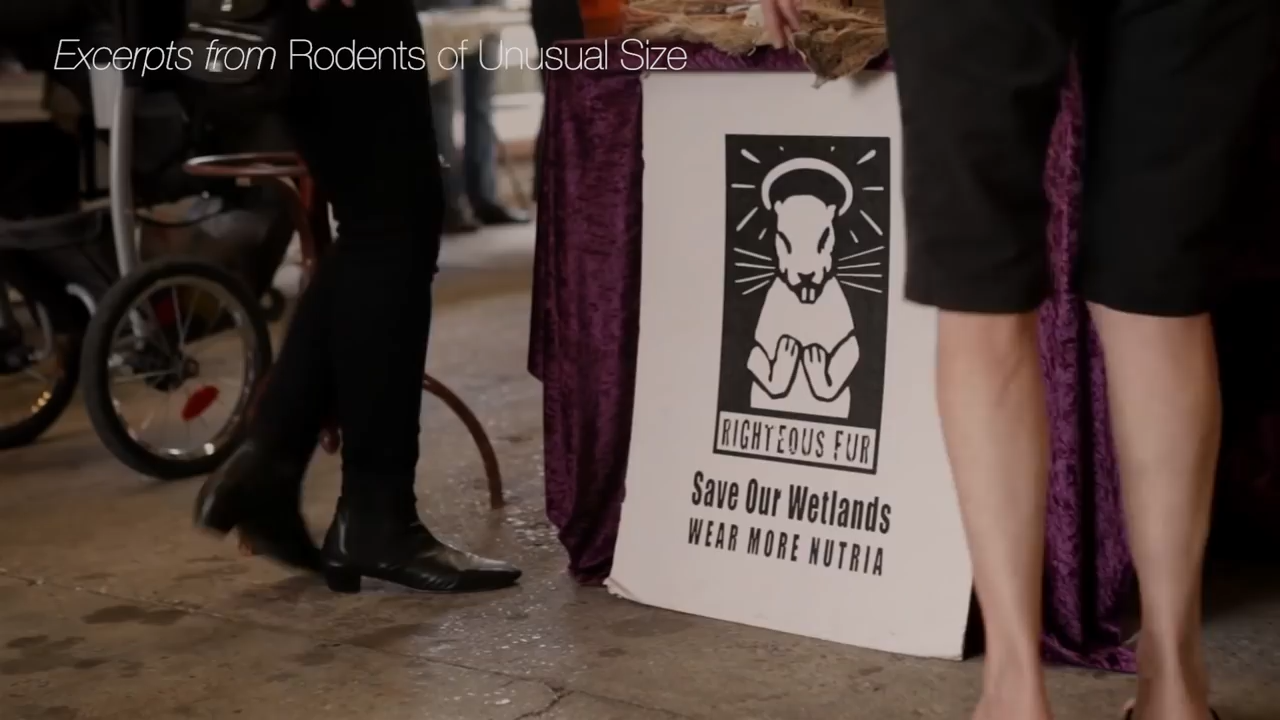 Excerpts from Rodents of Unusual Size
RIGHTEOUS FUR
Save Our Wetlands
WEAR MORE NUTRIA